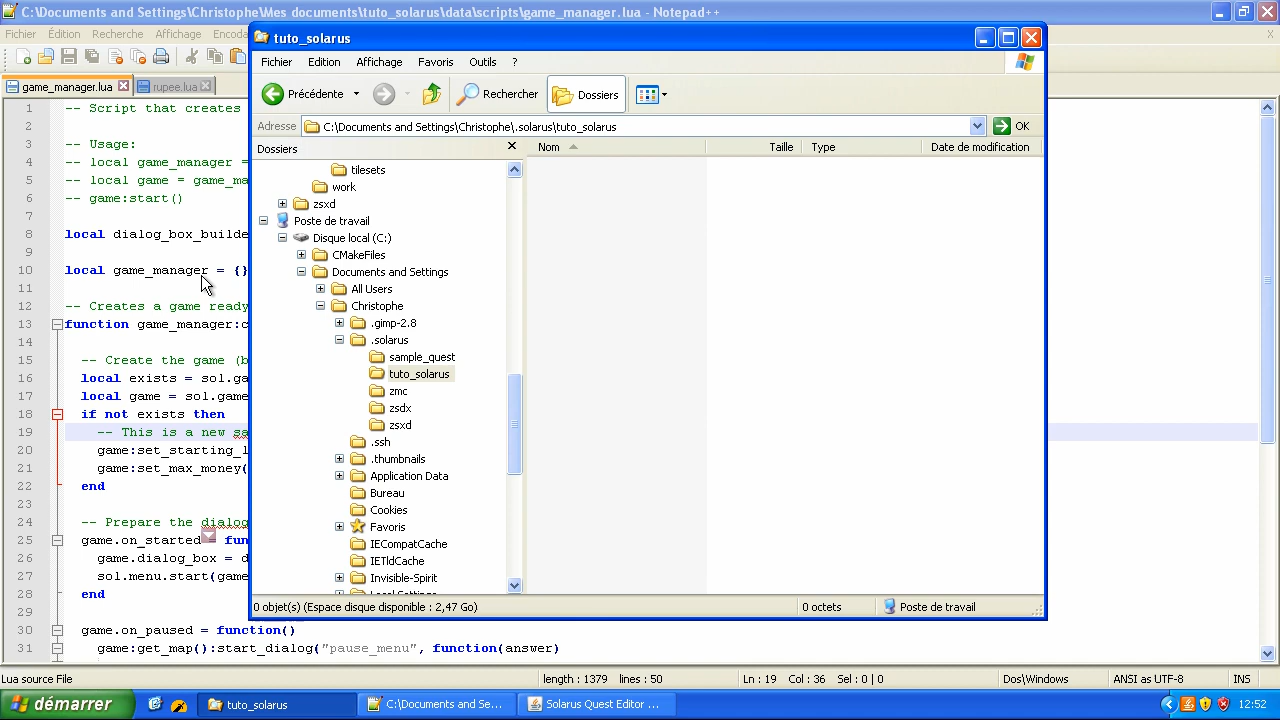 C:\Documents and Settings\Christophe\Mes documents\tuto_solarus\data\scripts\game_manager.lua - Notepad++
Fichier Édition Recherche Affichage Encoda
X
game_manager.lua rupee.lua
tuto_solarus
Fichier Edition Affichage Favoris Outils ?
Précédente Rechercher Dossiers
Adresse C:\Documents and Settings\Christophe\.solarus\tuto_solarus OK
Dossiers
Nom Taille Type Date de modification
tilesets
work
zsxd
Poste de travail
Disque local (C:)
CMakeFiles
Documents and Settings
All Users
Christophe
.gimp-2.8
.solarus
sample_quest
tuto_solarus
zmc
zsdx
zsxd
.ssh
.thumbnails
Application Data
Bureau
Cookies
Favoris
IECompatCache
IETldCache
Invisible-Spirit
Local Settings
0 objet(s) (Espace disque disponible : 2,47 Go) 0 octets Poste de travail
1 -- Script that creates
2
3 -- Usage:
4 -- local game_manager =
5 -- local game = game_ma
6 -- game:start()
7
8 local dialog_box_builde
9
10 local game_manager = {}
11
12 -- Creates a game ready
13 function game_manager:c
14
15 -- Create the game (b
16 local exists = sol.ga
17 local game = sol.game
18 if not exists then
19 -- This is a new sa
20 game:set_starting_l
21 game:set_max_money(
22 end
23
24 -- Prepare the dialog
25 game.on_started fun
26 game.dialog_box = d
27 sol.menu.start(game
28 end
29
30 game.on_paused = function()
31 game:get_map():start_dialog("pause_menu", function(answer)
Lua source File length : 1379 lines : 50 Ln : 19 Col : 36 Sel : 0 | 0 Dos\Windows ANSI as UTF-8 INS
démarrer tuto_solarus C:\Documents and Se... Solarus Quest Editor ... 12:52